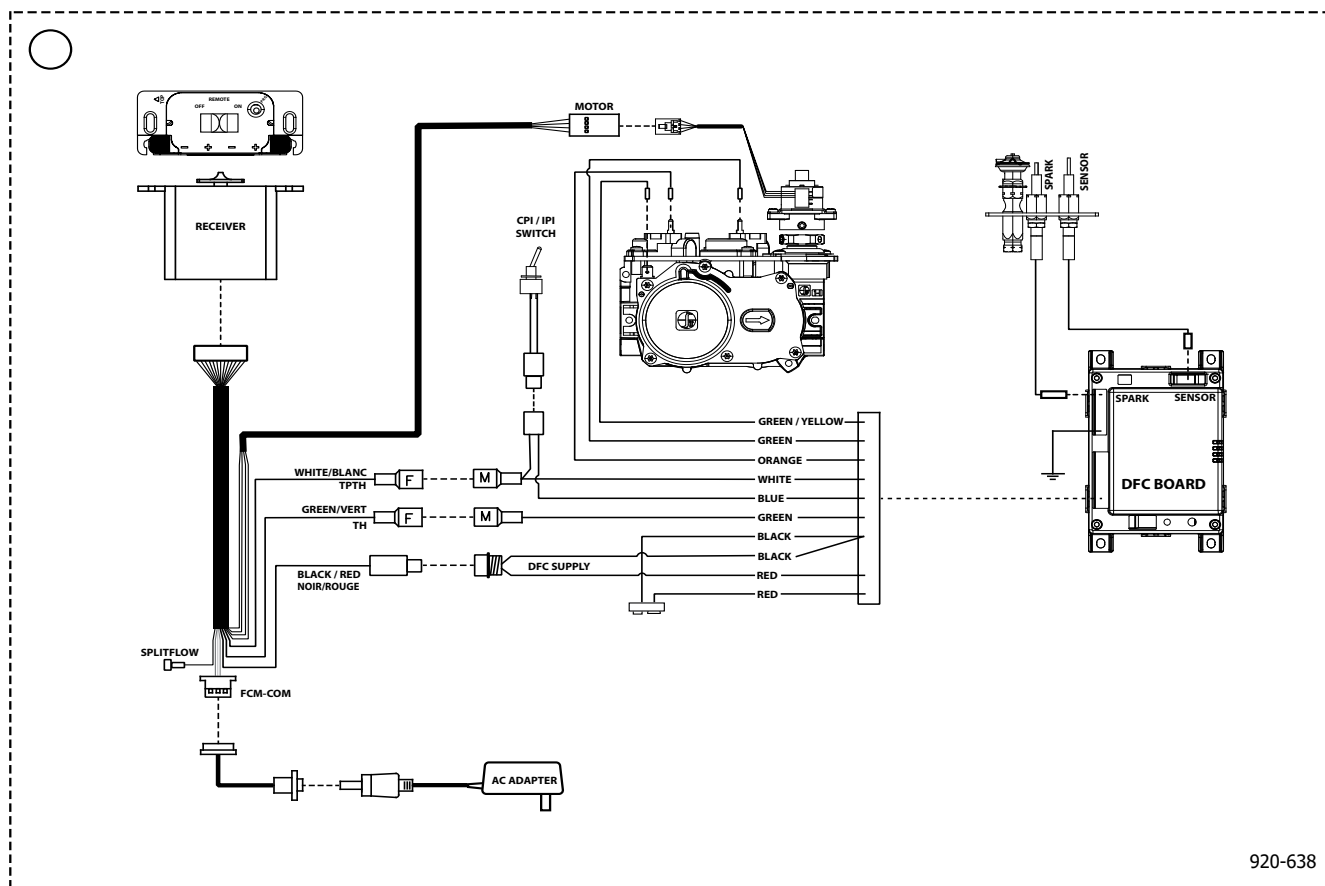 TOP
REMOTE
OFF
ON
- + - +
RECEIVER
MOTOR
CPI / IPI
SWITCH
SPARK
SENSOR
SPARK
SENSOR
DFC BOARD
GREEN / YELLOW
GREEN
ORANGE
WHITE
BLUE
GREEN
BLACK
BLACK
RED
RED
WHITE/BLANC
TPTH
F
M
GREEN/VERT
TH
F
M
BLACK / RED
NOIR/ROUGE
DFC SUPPLY
SPLITFLOW
FCM-COM
AC ADAPTER
920-638